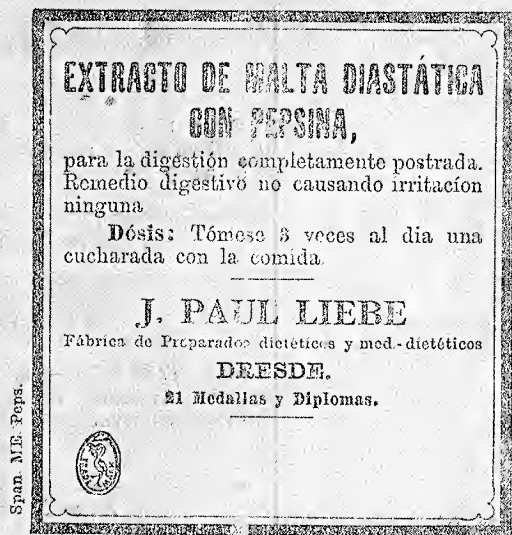 EXTRACTO DE MALTA DIASTÁTICA
CON PEPSINA,
para la digestión completamente postrada.
Remedio digestivo no causando irritacíon
ninguna
Dósis: Tómese 3 veces al dia una
cucharada con la comida.
J. PAUL LIEBE
Fábrica de Preparados dietéticos y med.-dietéticos
DRESDE.
21 Medallas y Diplomas.
Span. ME. Peps.